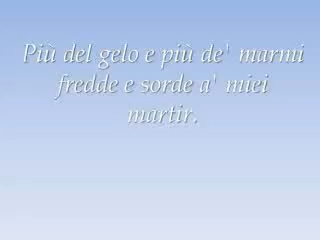 Più del gelo e più de' marmi
fredde e sorde a' miei
martir.